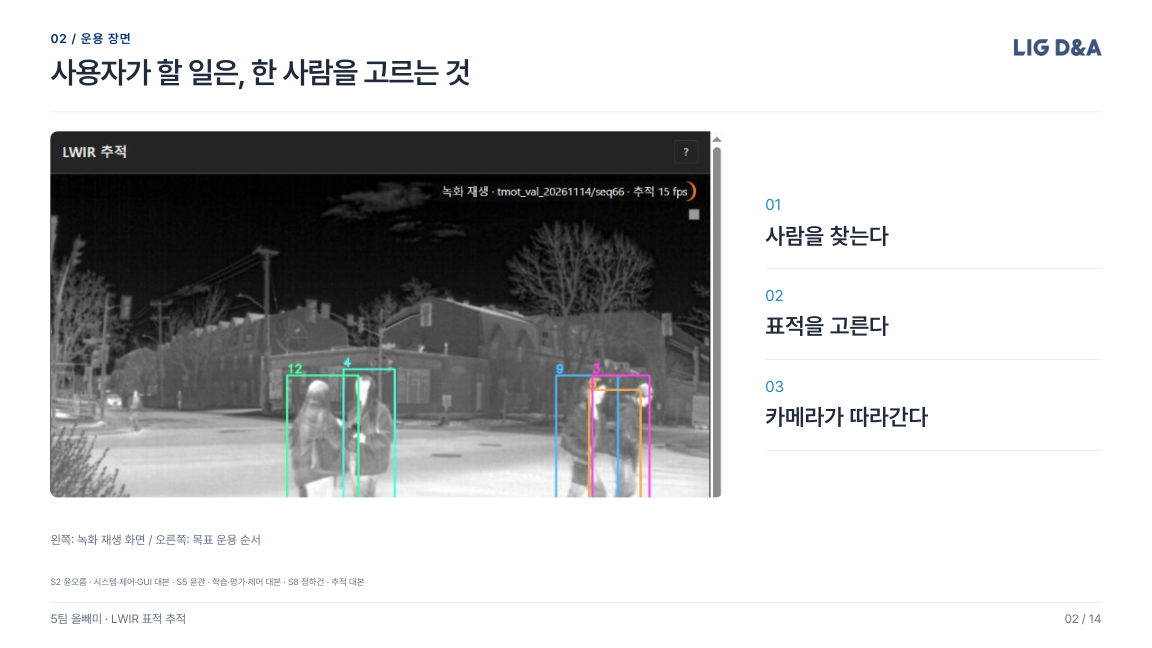 02 / 운용 장면
사용자가 할 일은, 한 사람을 고르는 것
LIG D&A
LWIR 추적
?
녹화 재생 · tmot_val_20261114/seq66 · 추적 15 fps
12
4
9
3
01
사람을 찾는다
02
표적을 고른다
03
카메라가 따라간다
왼쪽: 녹화 재생 화면 / 오른쪽: 목표 운용 순서
S2 윤오름 · 시스템·제어·GUI 대본 · S5 윤관 · 학습·평가·제어 대본 · S8 정하건 · 추적 대본
5팀 올빼미 · LWIR 표적 추적
02 / 14